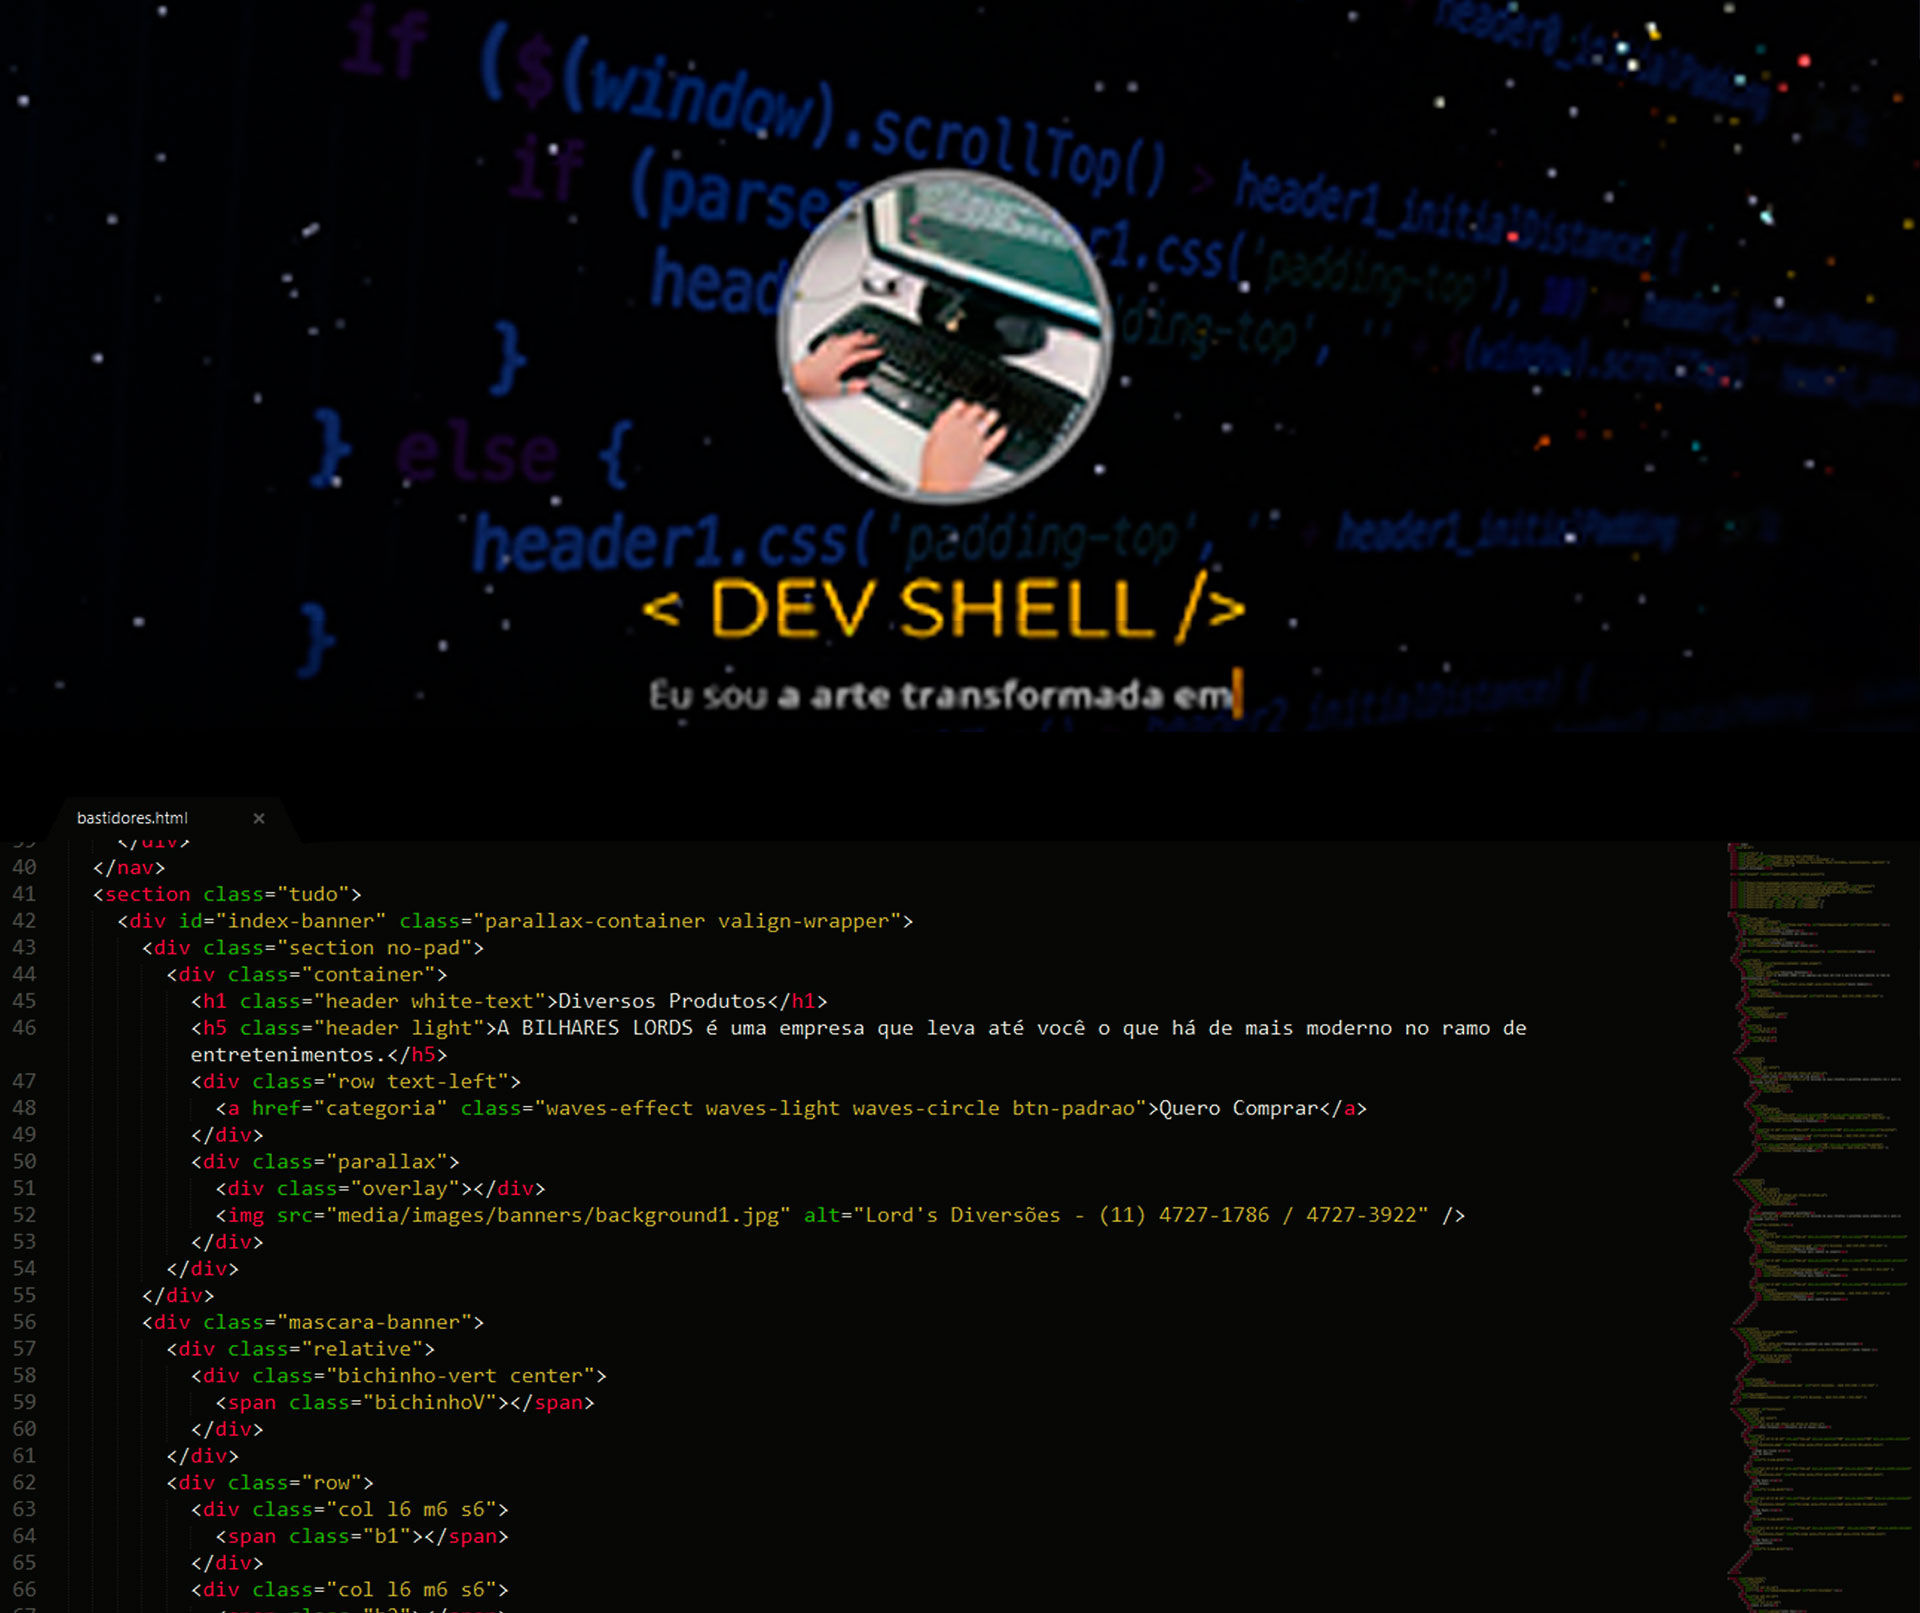 if ($(window).scrollTop() > header1_initialDistance) {
if (parse
header1_initialPadding
head r1.css('padding-top'),
ding-top', '' + $(window).scrollTop()
}
} else {
header1.css('padding-top', '' + header1_initialPadding
}
< DEV SHELL />
Eu sou a arte transformada em
header2_initialDistance) {
bastidores.html ×
39 </div>
40 </nav>
41 <section class="tudo">
42 <div id="index-banner" class="parallax-container valign-wrapper">
43 <div class="section no-pad">
44 <div class="container">
45 <h1 class="header white-text">Diversos Produtos</h1>
46 <h5 class="header light">A BILHARES LORDS é uma empresa que leva até você o que há de mais moderno no ramo de
entretenimentos.</h5>
47 <div class="row text-left">
48 <a href="categoria" class="waves-effect waves-light waves-circle btn-padrao">Quero Comprar</a>
49 </div>
50 <div class="parallax">
51 <div class="overlay"></div>
52 <img src="media/images/banners/background1.jpg" alt="Lord's Diversões - (11) 4727-1786 / 4727-3922" />
53 </div>
54 </div>
55 </div>
56 <div class="mascara-banner">
57 <div class="relative">
58 <div class="bichinho-vert center">
59 <span class="bichinhoV"></span>
60 </div>
61 </div>
62 <div class="row">
63 <div class="col l6 m6 s6">
64 <span class="b1"></span>
65 </div>
66 <div class="col l6 m6 s6">